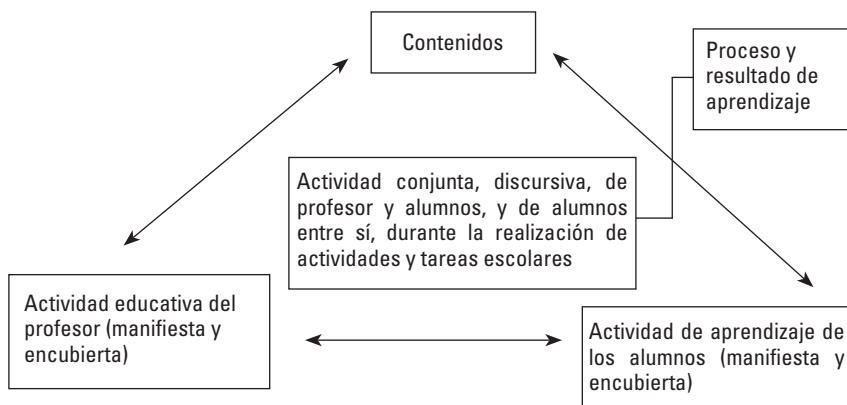 Contenidos
Proceso y
resultado de
aprendizaje
Actividad conjunta, discursiva, de
profesor y alumnos, y de alumnos
entre sí, durante la realización de
actividades y tareas escolares
Actividad educativa del
profesor (manifiesta y
encubierta)
Actividad de aprendizaje de
los alumnos (manifiesta y
encubierta)